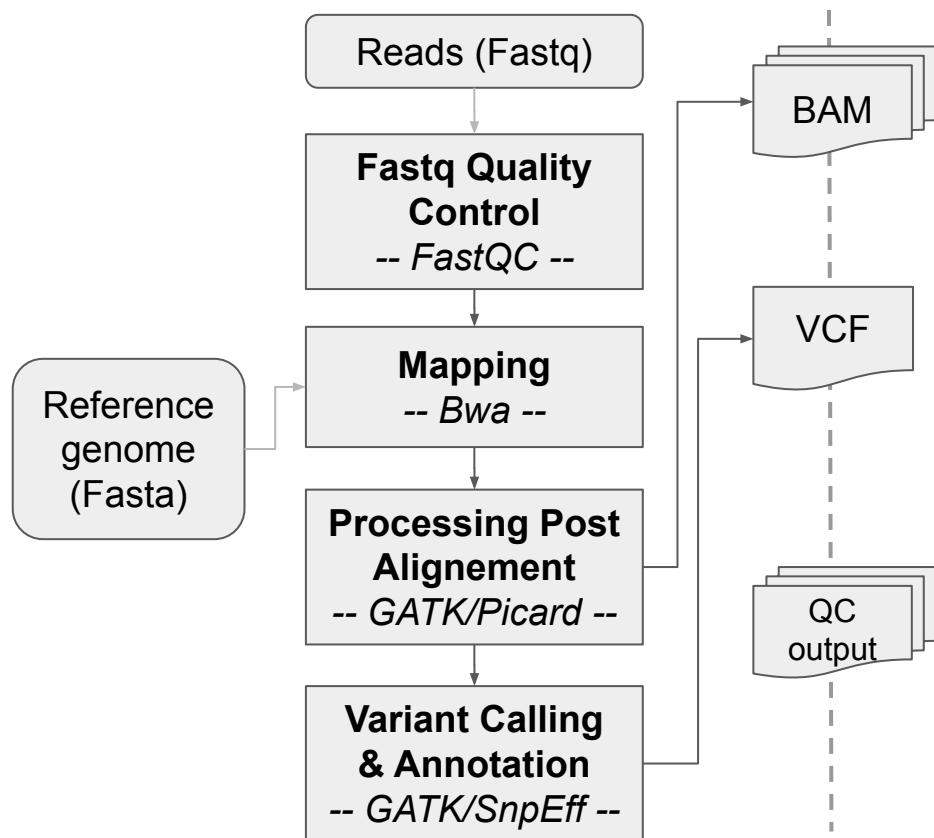 Reads (Fastq)
Fastq Quality
Control
-- FastQC --
Mapping
-- Bwa --
Reference
genome
(Fasta)
Processing Post
Alignement
-- GATK/Picard --
Variant Calling
& Annotation
-- GATK/SnpEff --
BAM
VCF
QC
output